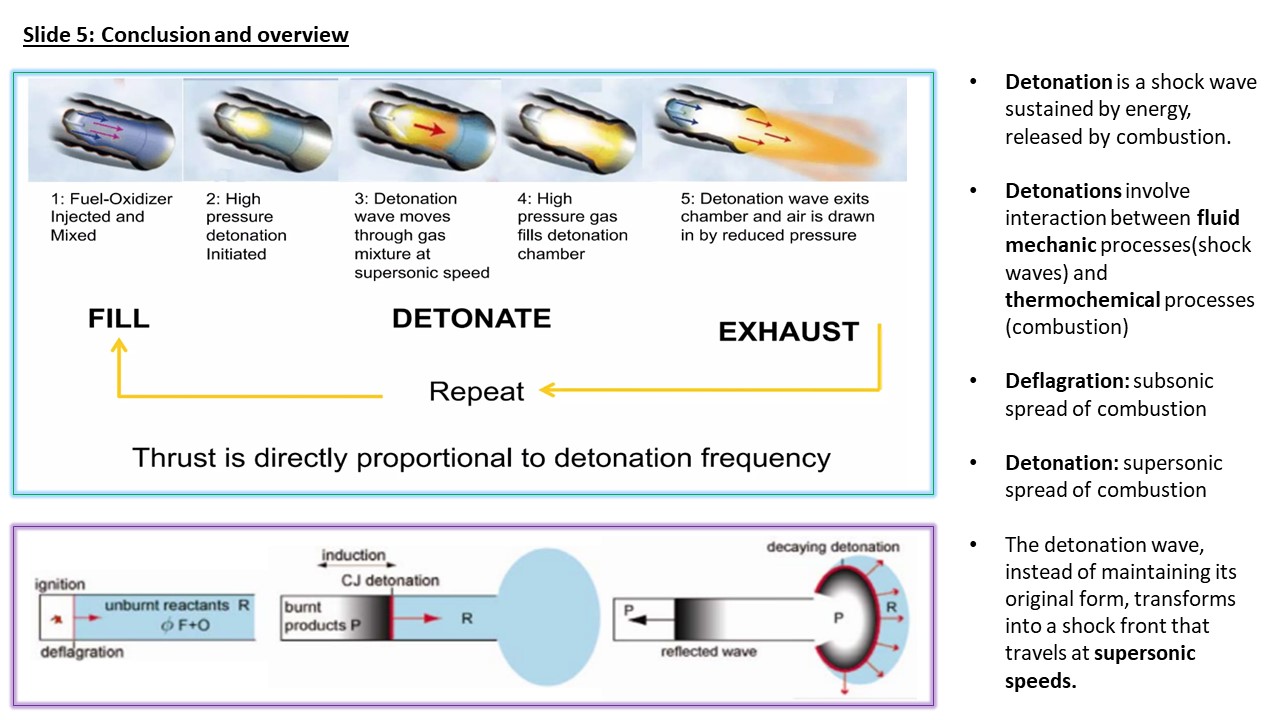 Slide 5: Conclusion and overview
1: Fuel-Oxidizer
Injected and
Mixed
2: High
pressure
detonation
Initiated
3: Detonation
wave moves
through gas
mixture at
supersonic speed
4: High
pressure gas
fills detonation
chamber
5: Detonation wave exits
chamber and air is drawn
in by reduced pressure
FILL
DETONATE
EXHAUST
Repeat
Thrust is directly proportional to detonation frequency
ignition
unburnt reactants R
ϕ F+O
deflagration
induction
CJ detonation
burnt
products P
R
P
reflected wave
decaying detonation
P
R
• Detonation is a shock wave
sustained by energy,
released by combustion.
• Detonations involve
interaction between fluid
mechanic processes(shock
waves) and
thermochemical processes
(combustion)
• Deflagration: subsonic
spread of combustion
• Detonation: supersonic
spread of combustion
• The detonation wave,
instead of maintaining its
original form, transforms
into a shock front that
travels at supersonic
speeds.